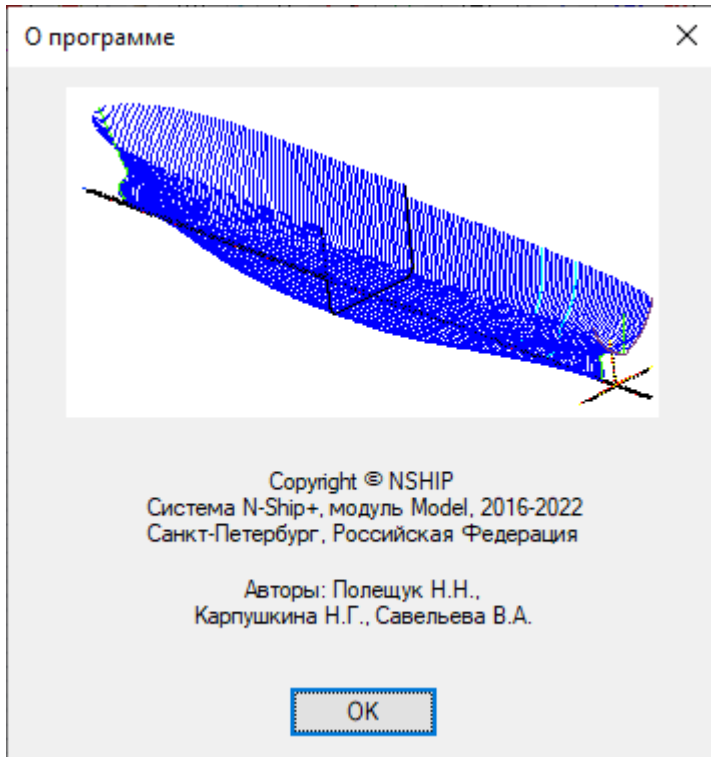 О программе
Copyright © NSHIP
Система N-Ship+, модуль Model, 2016-2022
Санкт-Петербург, Российская Федерация
Авторы: Полещук Н.Н.,
Карпушкина Н.Г., Савельева В.А.
OK